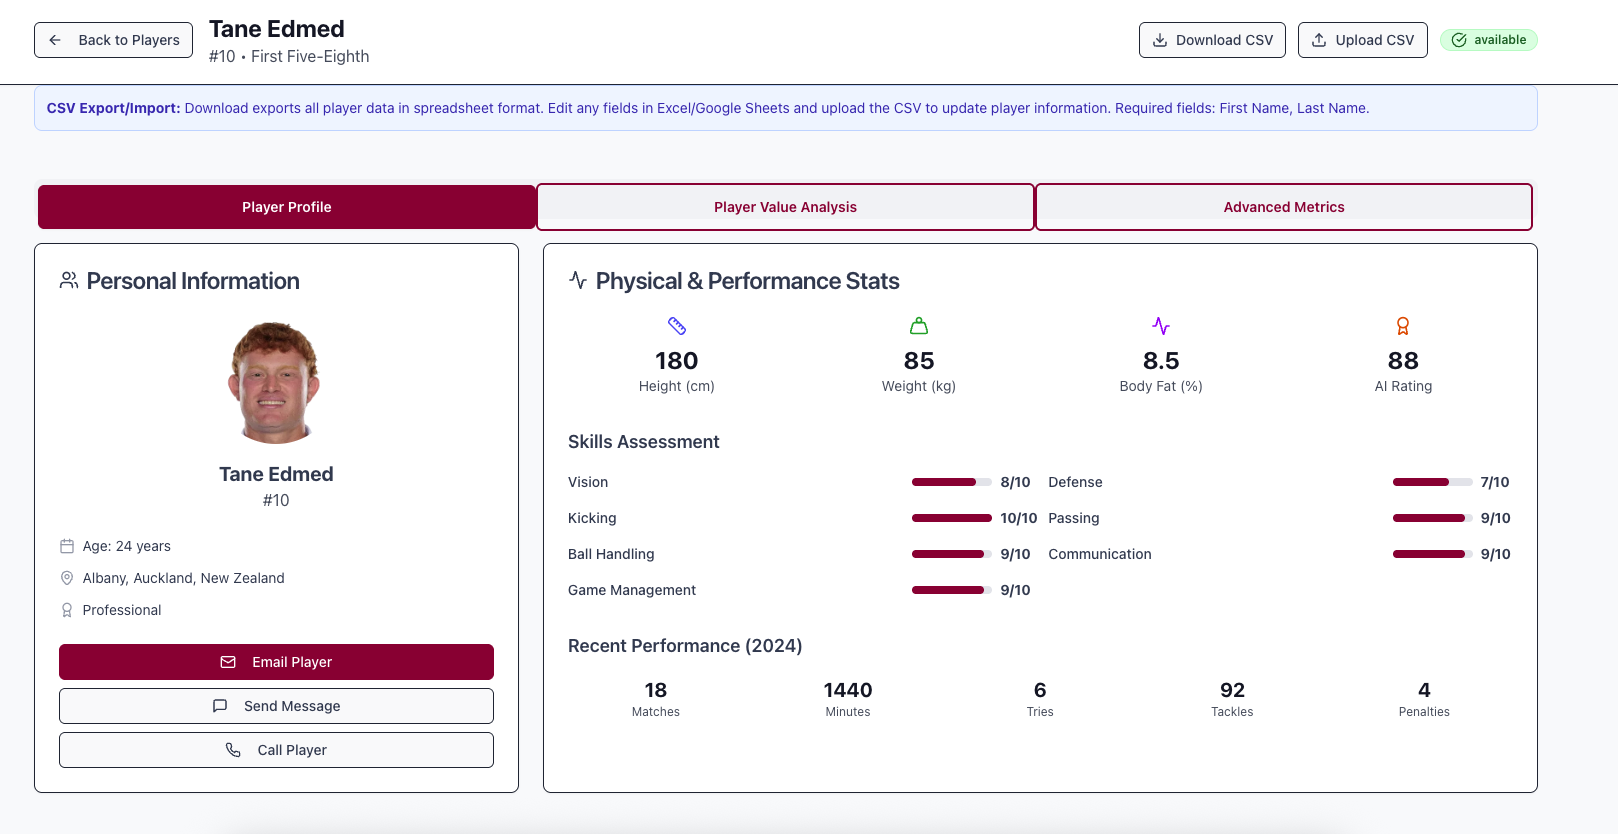 Back to Players
Tane Edmed
#10 • First Five-Eighth
Download CSV
Upload CSV
available
CSV Export/Import: Download exports all player data in spreadsheet format. Edit any fields in Excel/Google Sheets and upload the CSV to update player information. Required fields: First Name, Last Name.
Player Profile
Player Value Analysis
Advanced Metrics
Personal Information
Tane Edmed
#10
Age: 24 years
Albany, Auckland, New Zealand
Professional
Email Player
Send Message
Call Player
Physical & Performance Stats
180
Height (cm)
85
Weight (kg)
8.5
Body Fat (%)
88
AI Rating
Skills Assessment
Vision 8/10
Defense 7/10
Kicking 10/10
Passing 9/10
Ball Handling 9/10
Communication 9/10
Game Management 9/10
Recent Performance (2024)
18
Matches
1440
Minutes
6
Tries
92
Tackles
4
Penalties